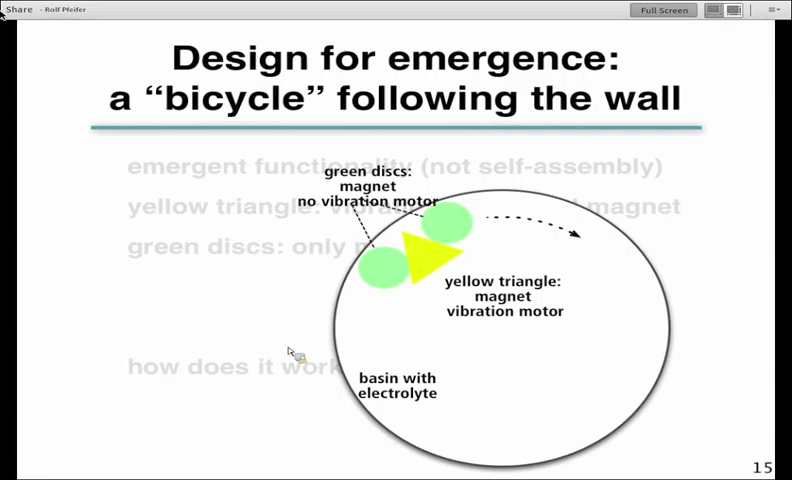 Share - Rolf Pfeifer
Full Screen
Design for emergence:
a “bicycle” following the wall
emergent functionality (not self-assembly)
green discs:
magnet
no vibration motor
yellow triangle: magnet
green discs: only
yellow triangle:
magnet
vibration motor
how does it work
basin with
electrolyte
15